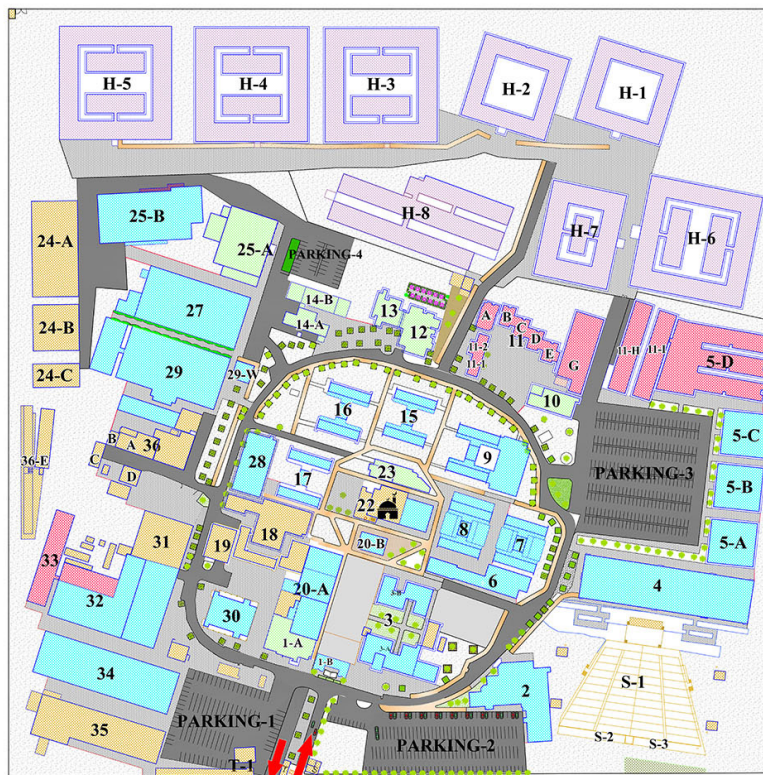 H-5
H-4
H-3
H-2
H-1
H-8
H-7
H-6
24-A
25-B
25-A
PARKING-4
27
14-B
13
14-A
12
24-B
A
B
C
D
E
11
11-2
11-1
G
11-H
11-I
5-D
24-C
29
29-W
10
16
15
5-C
B
A
36
9
36-E
C
D
28
17
23
PARKING-3
5-B
22
33
31
19
18
8
7
5-A
20-B
32
20-A
6
4
3-B
30
3
1-A
3-A
1-B
34
2
S-1
35
PARKING-1
PARKING-2
S-2
S-3
T-1